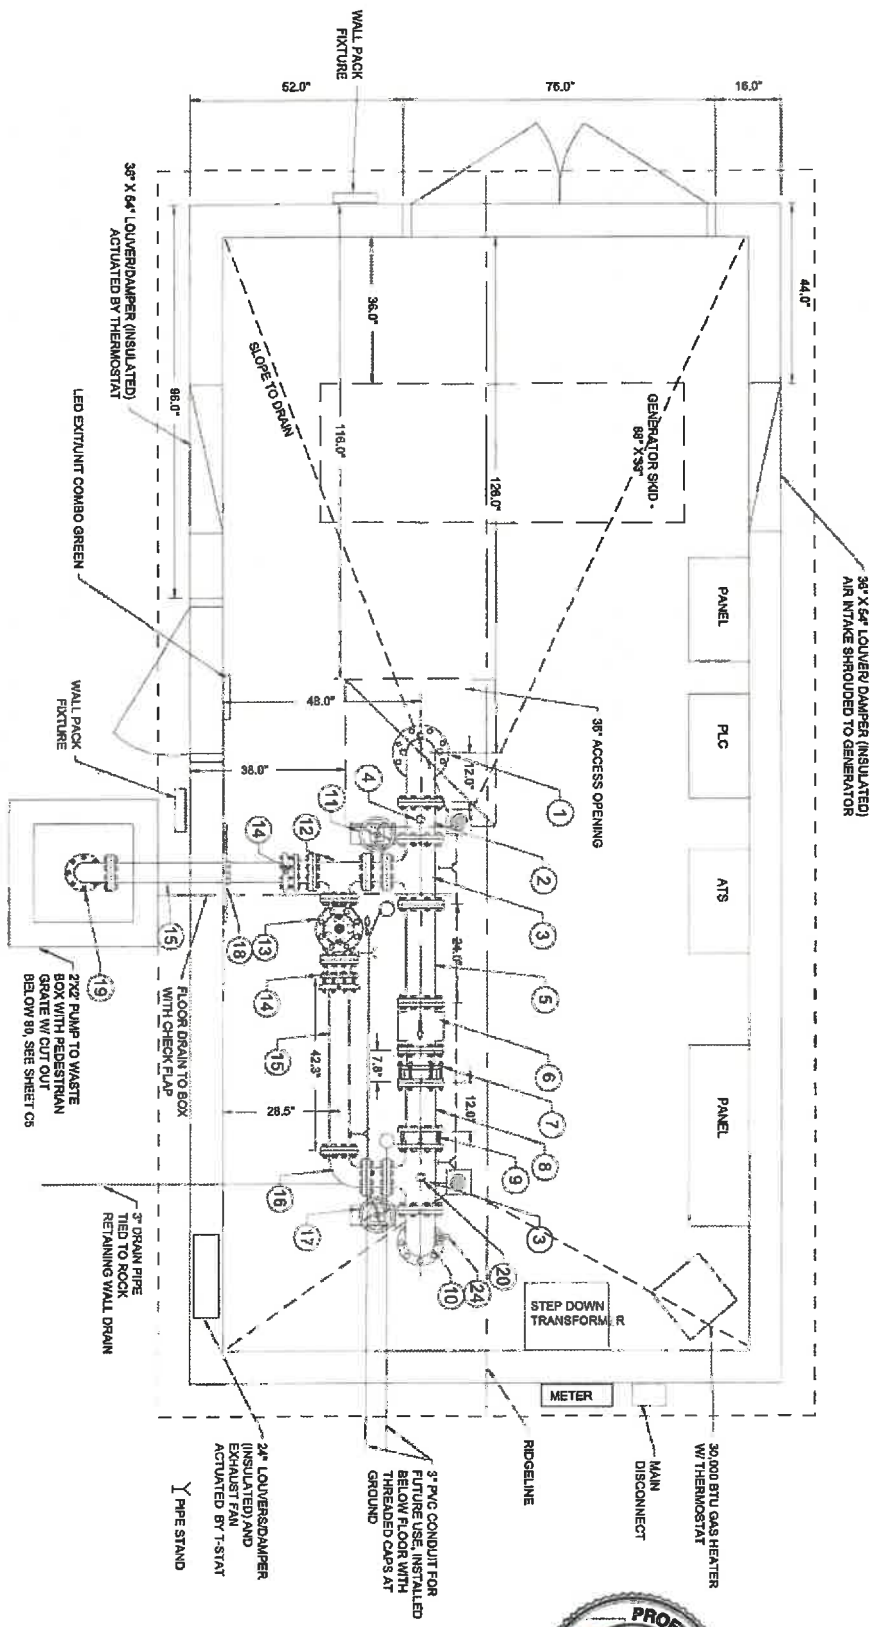 WALL PACK
FIXTURE
52.0"
76.0"
16.0"
44.0"
36" X 54" LOUVER/DAMPER (INSULATED)
ACTUATED BY THERMOSTAT
96.0"
36.0"
SLOPE TO DRAIN
116.0"
126.0"
GENERATOR SKID -
36" X 54" LOUVER/ DAMPER (INSULATED)
AIR INTAKE SHROUDED TO GENERATOR
LED EXIT/UNIT COMBO GREEN
WALL PACK
FIXTURE
48.0"
38.0"
36" ACCESS OPENING
12.0"
PANEL
PLC
ATS
PANEL
1
2
3
4
5
6
7
8
9
3
20
24
10
11
12
14
13
18
14
15
15
16
17
19
24.0"
7.8"
12.0"
42.3"
28.5"
2'X2' PUMP TO WASTE
BOX WITH PEDESTRIAN
GRATE W/ CUT OUT
BELOW 80, SEE SHEET C5
FLOOR DRAIN TO BOX
WITH CHECK FLAP
3" DRAIN PIPE
TIED TO ROCK
RETAINING WALL DRAIN
STEP DOWN
TRANSFORMER
METER
MAIN
DISCONNECT
30,000 BTU GAS HEATER
W/ THERMOSTAT
RIDGELINE
3" PVC CONDUIT FOR
FUTURE USE, INSTALLED
BELOW FLOOR WITH
THREADED CAPS AT
GROUND
24" LOUVERS/DAMPER
(INSULATED) AND
EXHAUST FAN
ACTUATED BY T-STAT
PIPE STAND